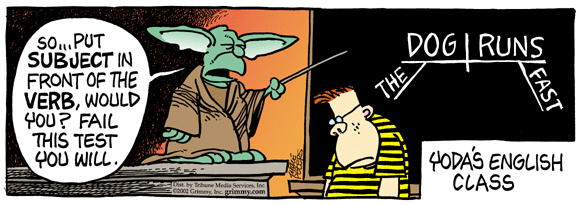 SO...PUT
SUBJECT IN
FRONT OF THE
VERB, WOULD
YOU? FAIL
THIS TEST
YOU WILL.
DOG RUNS
THE
FAST
YODA'S ENGLISH
CLASS
Dist. by Tribune Media Services, Inc.
©2002 Grimmy, Inc. grimmy.com